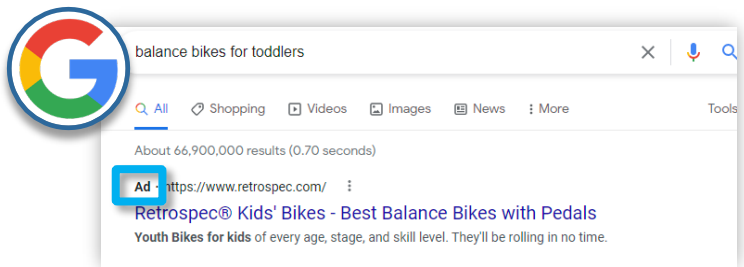 balance bikes for toddlers
All Shopping Videos Images News More Tools
About 66,900,000 results (0.70 seconds)
Ad · https://www.retrospec.com/
Retrospec® Kids' Bikes - Best Balance Bikes with Pedals
Youth Bikes for kids of every age, stage, and skill level. They'll be rolling in no time.